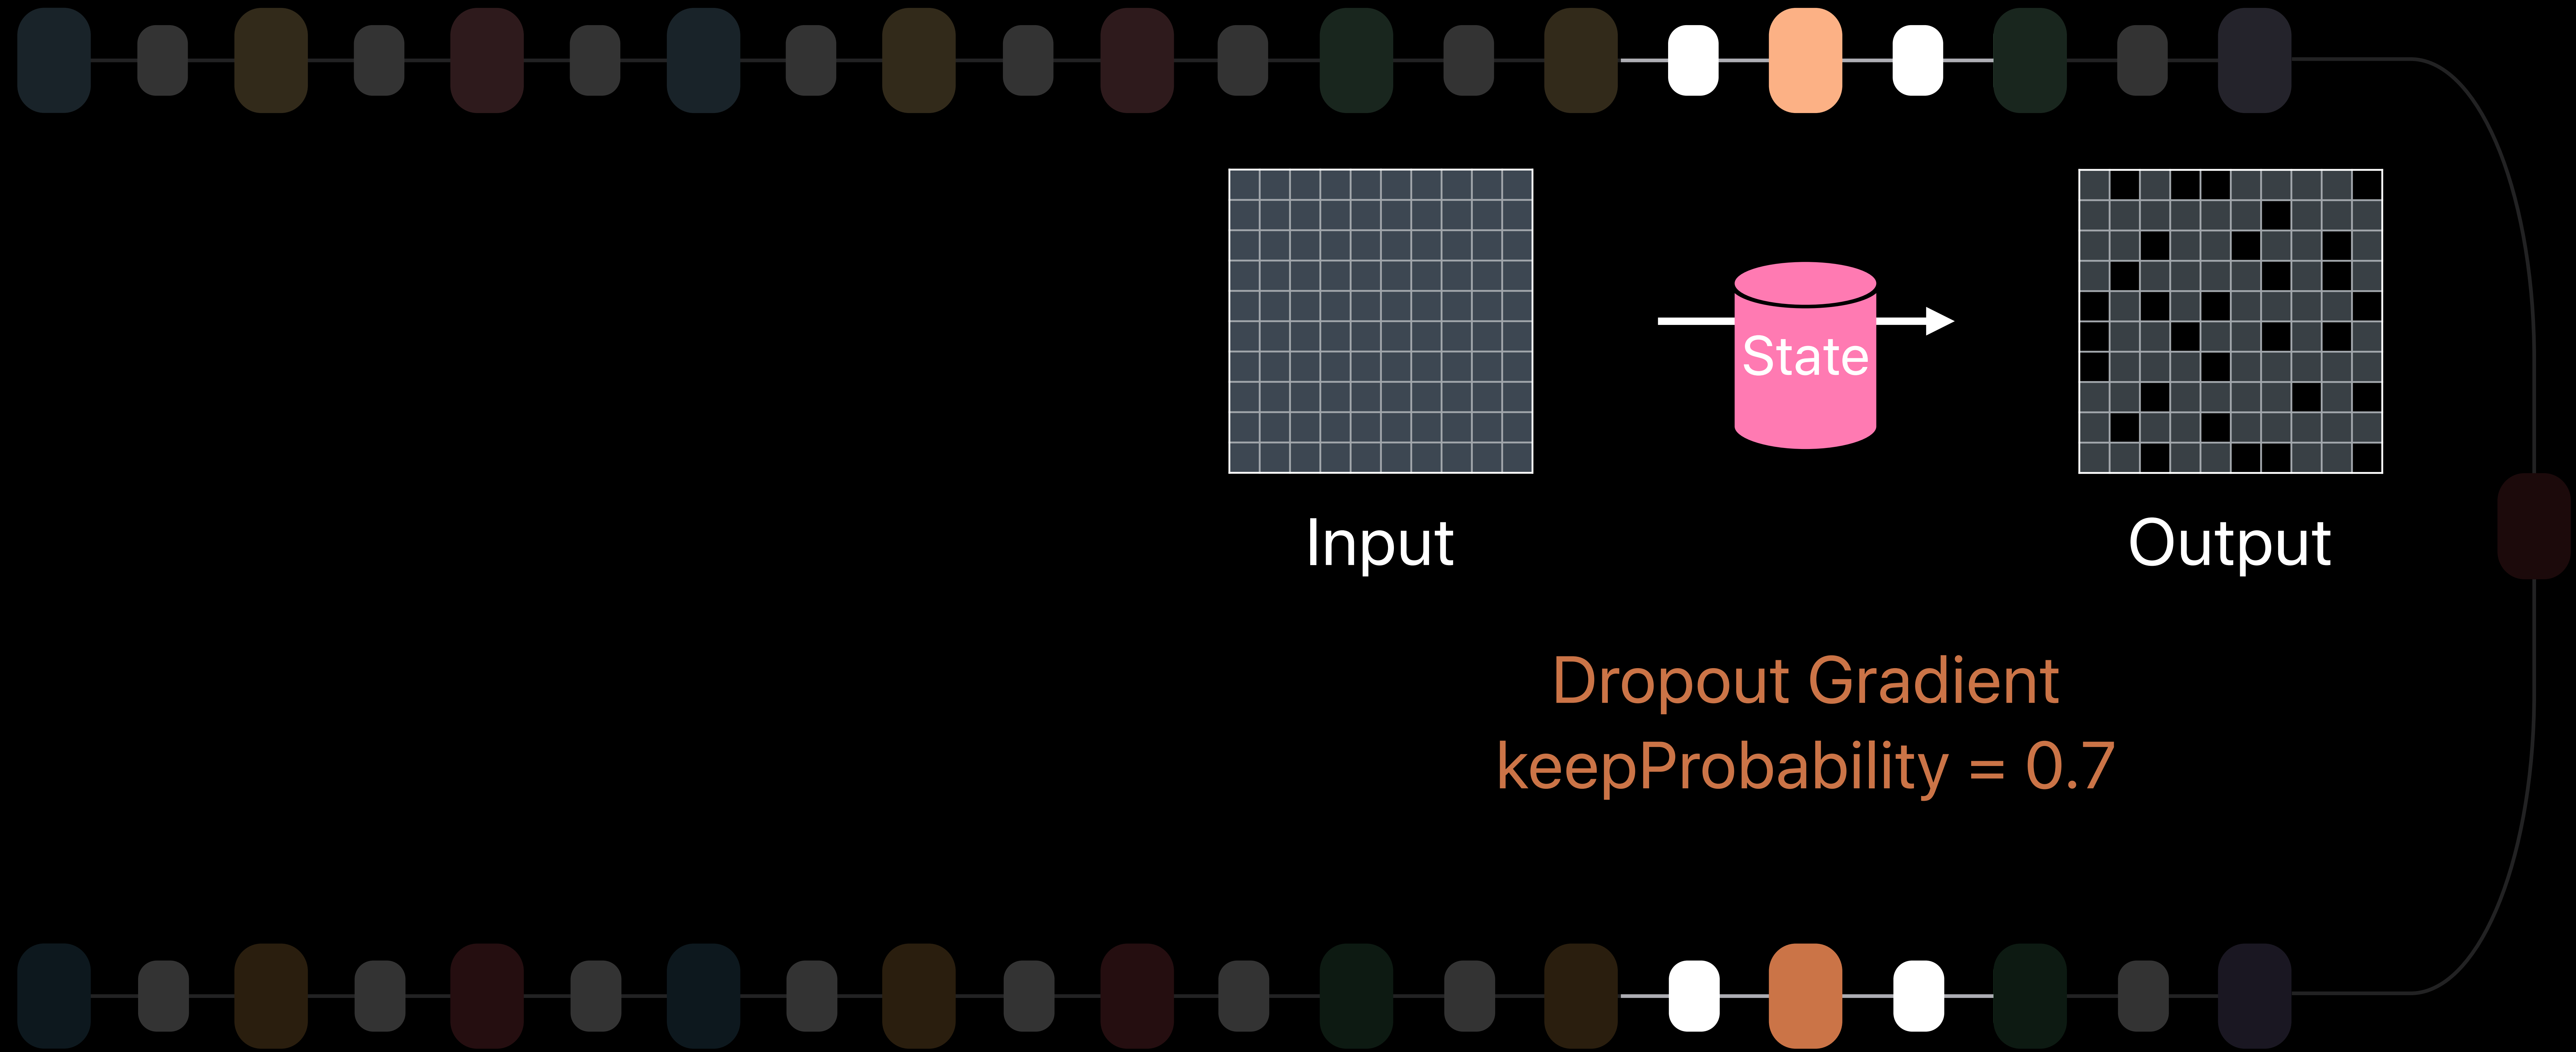 State
Input
Output
Dropout Gradient
keepProbability = 0.7